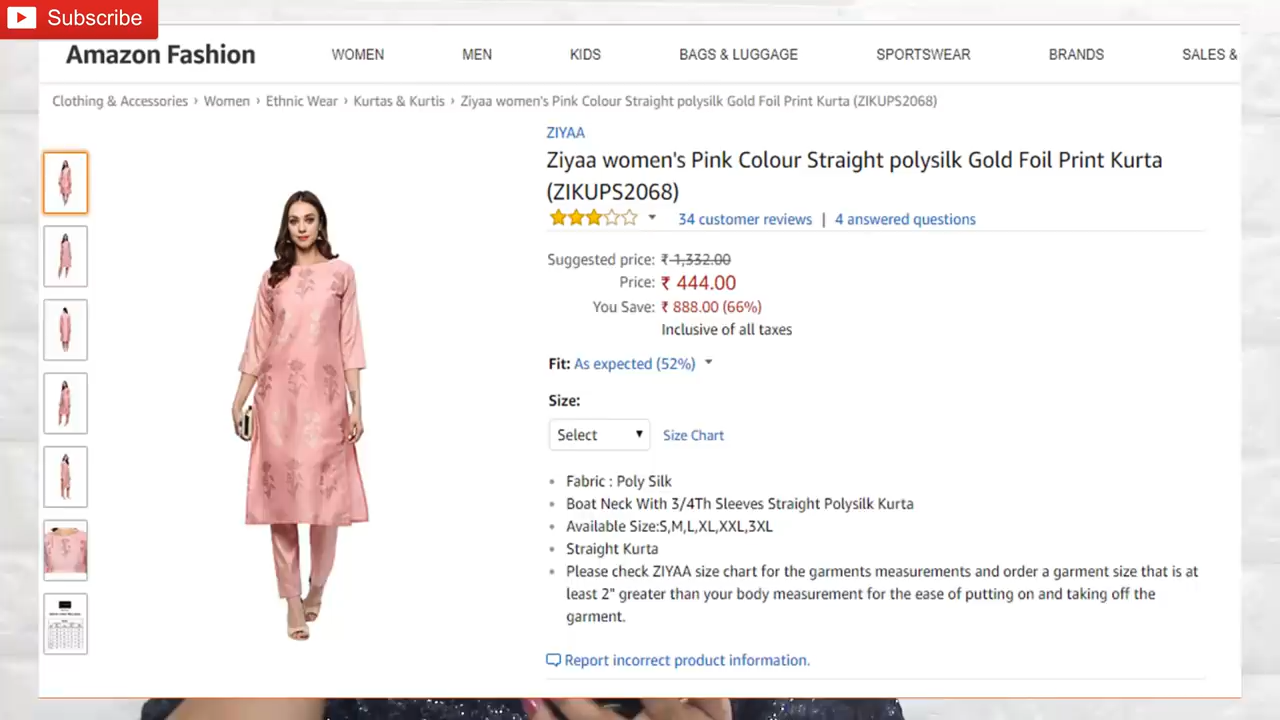 Subscribe
Amazon Fashion WOMEN MEN KIDS BAGS & LUGGAGE SPORTSWEAR BRANDS SALES &
Clothing & Accessories › Women › Ethnic Wear › Kurtas & Kurtis › Ziyaa women's Pink Colour Straight polysilk Gold Foil Print Kurta (ZIKUPS2068)
ZIYAA
Ziyaa women's Pink Colour Straight polysilk Gold Foil Print Kurta
(ZIKUPS2068)
34 customer reviews | 4 answered questions
Suggested price: ₹ 1,332.00
Price: ₹ 444.00
You Save: ₹ 888.00 (66%)
Inclusive of all taxes
Fit: As expected (52%)
Size:
Select Size Chart
• Fabric : Poly Silk
• Boat Neck With 3/4Th Sleeves Straight Polysilk Kurta
• Available Size:S,M,L,XL,XXL,3XL
• Straight Kurta
• Please check ZIYAA size chart for the garments measurements and order a garment size that is at
least 2" greater than your body measurement for the ease of putting on and taking off the
garment.
Report incorrect product information.